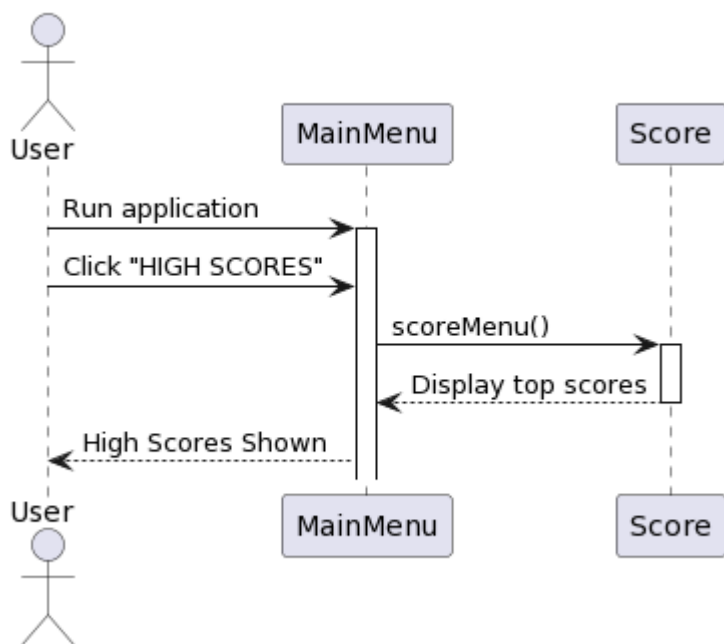 User
MainMenu
Score
Run application
Click "HIGH SCORES"
scoreMenu()
Display top scores
High Scores Shown
User
MainMenu
Score